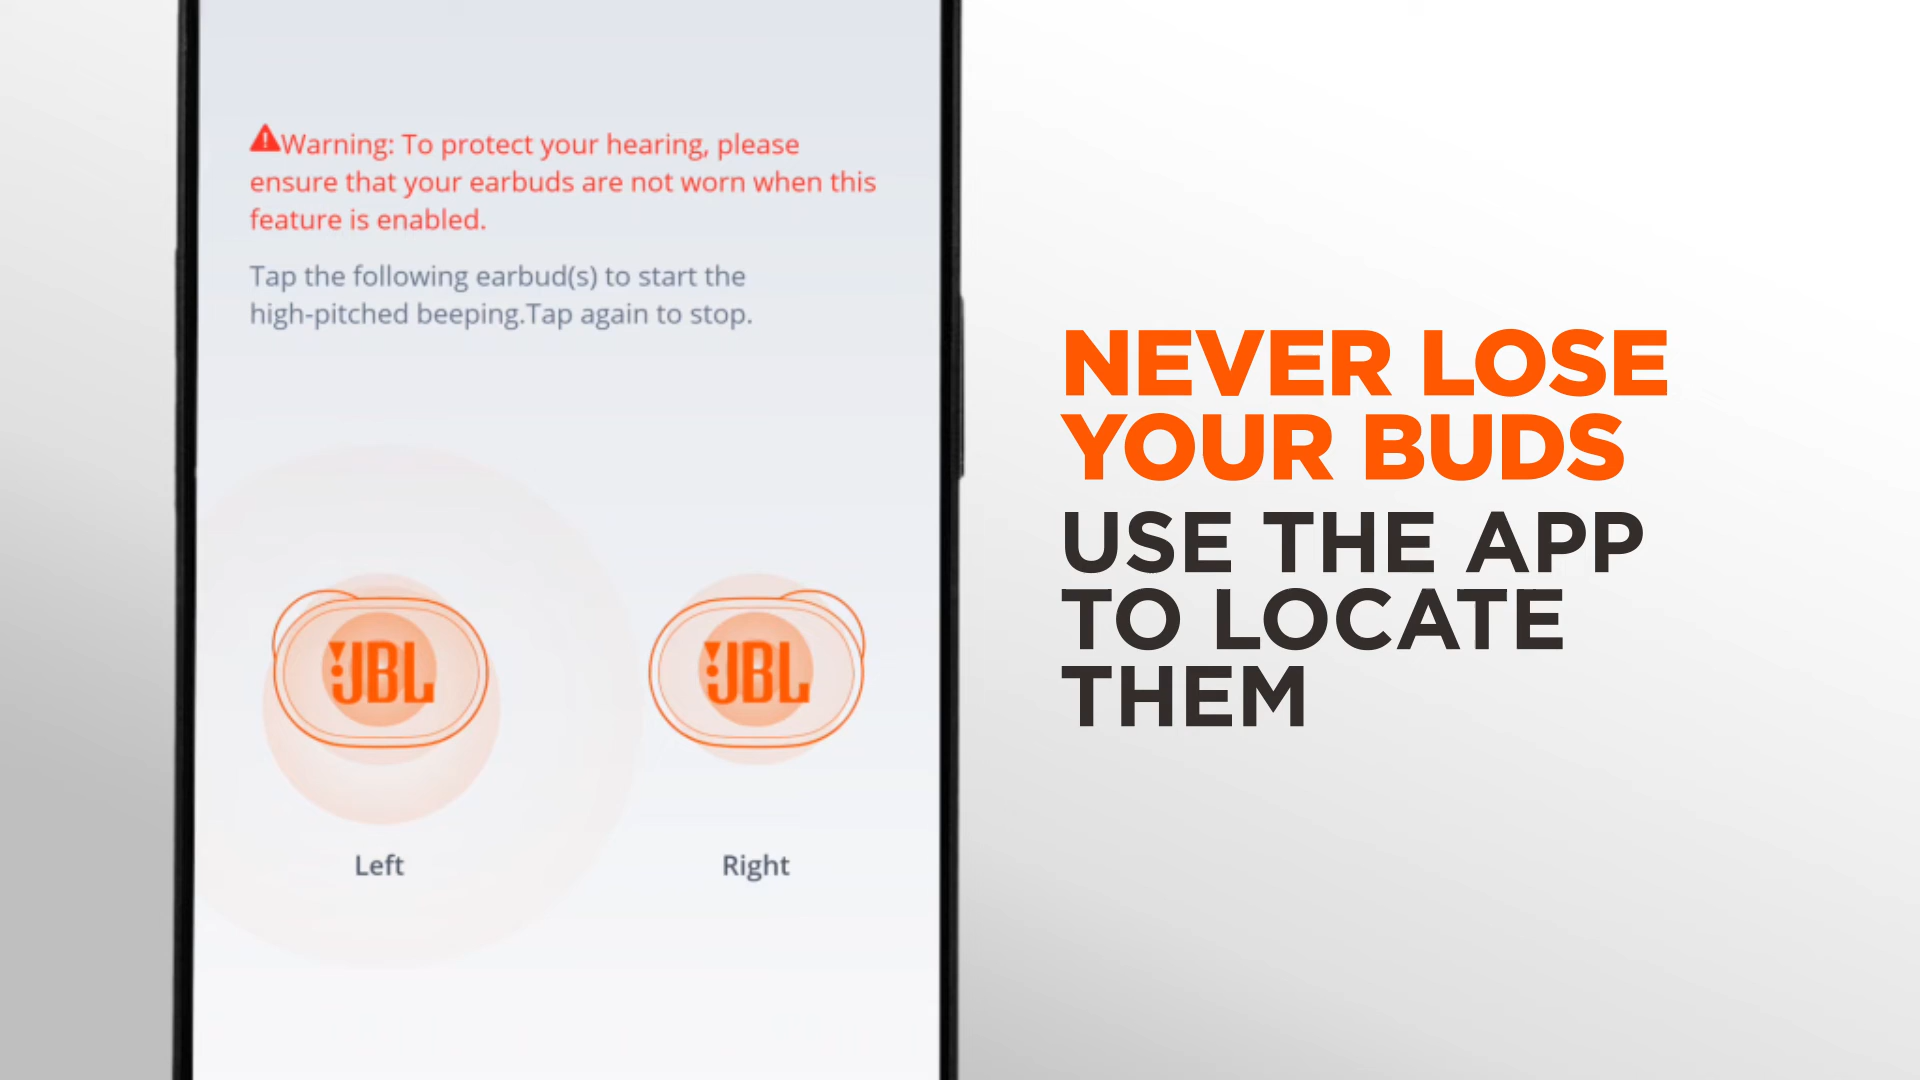 Warning: To protect your hearing, please
ensure that your earbuds are not worn when this
feature is enabled.
Tap the following earbud(s) to start the
high-pitched beeping.Tap again to stop.
JBL
JBL
Left
Right
NEVER LOSE
YOUR BUDS
USE THE APP
TO LOCATE
THEM